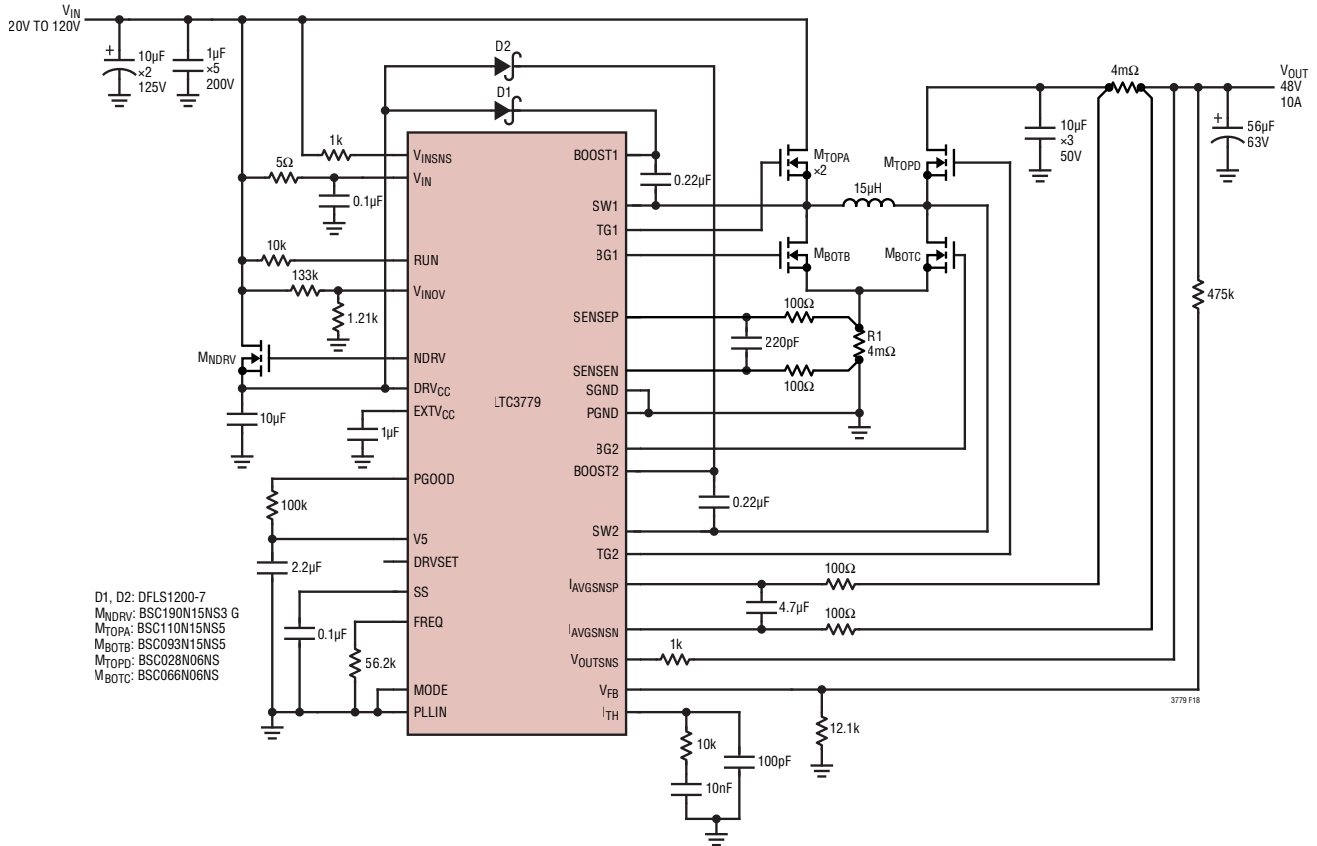 VIN
20V TO 120V
10µF
×2
125V
1µF
×5
200V
D2
D1
4mΩ
VOUT
48V
10A
10µF
×3
50V
56µF
63V
1k
5Ω
0.1µF
10k
133k
1.21k
MNDRV
10µF
1µF
100k
2.2µF
0.1µF
56.2k
VINSNS
VIN
RUN
VINOV
NDRV
DRVCC
EXTVCC
PGOOD
V5
DRVSET
SS
FREQ
MODE
PLLIN
LTC3779
BOOST1
SW1
TG1
BG1
SENSEP
SENSEN
SGND
PGND
BG2
BOOST2
SW2
TG2
IAVGSNSP
IAVGSNSN
VOUTSNS
VFB
ITH
0.22µF
MTOPA
×2
MTOPD
15µH
MBOTB
MBOTC
100Ω
220pF
100Ω
R1
4mΩ
475k
0.22µF
100Ω
4.7µF
100Ω
1k
12.1k
10k
100pF
10nF
D1, D2: DFLS1200-7
MNDRV: BSC190N15NS3 G
MTOPA: BSC110N15NS5
MBOTB: BSC093N15NS5
MTOPD: BSC028N06NS
MBOTC: BSC066N06NS
3779 F18